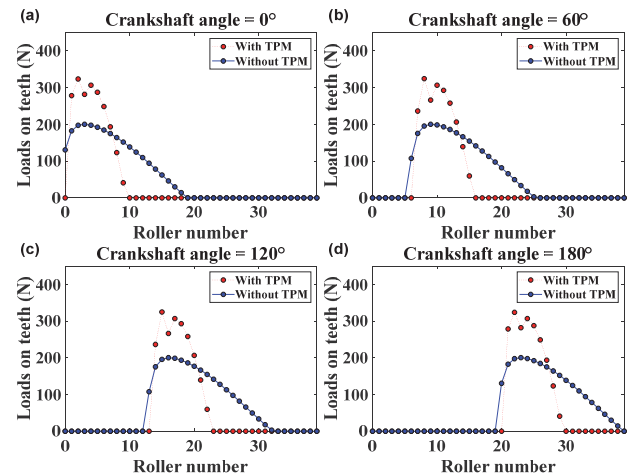 (a) Crankshaft angle = 0°
With TPM
Without TPM
Loads on teeth (N)
400
300
200
100
0
0 10 20 30
Roller number
(b) Crankshaft angle = 60°
With TPM
Without TPM
Loads on teeth (N)
400
300
200
100
0
0 10 20 30
Roller number
(c) Crankshaft angle = 120°
With TPM
Without TPM
Loads on teeth (N)
400
300
200
100
0
0 10 20 30
Roller number
(d) Crankshaft angle = 180°
With TPM
Without TPM
Loads on teeth (N)
400
300
200
100
0
0 10 20 30
Roller number